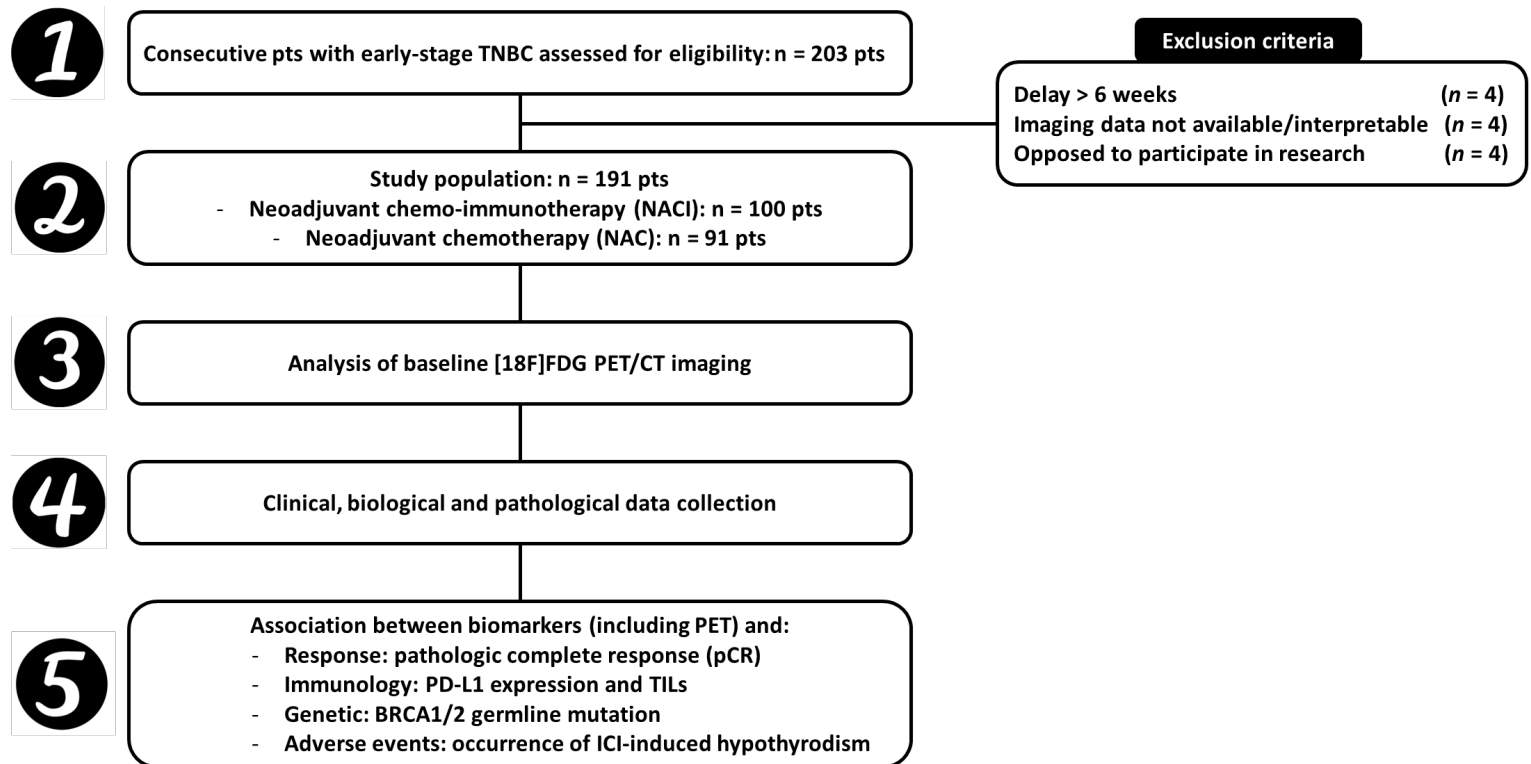 1
Consecutive pts with early-stage TNBC assessed for eligibility: n = 203 pts
Exclusion criteria
Delay > 6 weeks (n = 4)
Imaging data not available/interpretable (n = 4)
Opposed to participate in research (n = 4)
2
Study population: n = 191 pts
- Neoadjuvant chemo-immunotherapy (NACI): n = 100 pts
- Neoadjuvant chemotherapy (NAC): n = 91 pts
3
Analysis of baseline [18F]FDG PET/CT imaging
4
Clinical, biological and pathological data collection
5
Association between biomarkers (including PET) and:
- Response: pathologic complete response (pCR)
- Immunology: PD-L1 expression and TILs
- Genetic: BRCA1/2 germline mutation
- Adverse events: occurrence of ICI-induced hypothyrodism